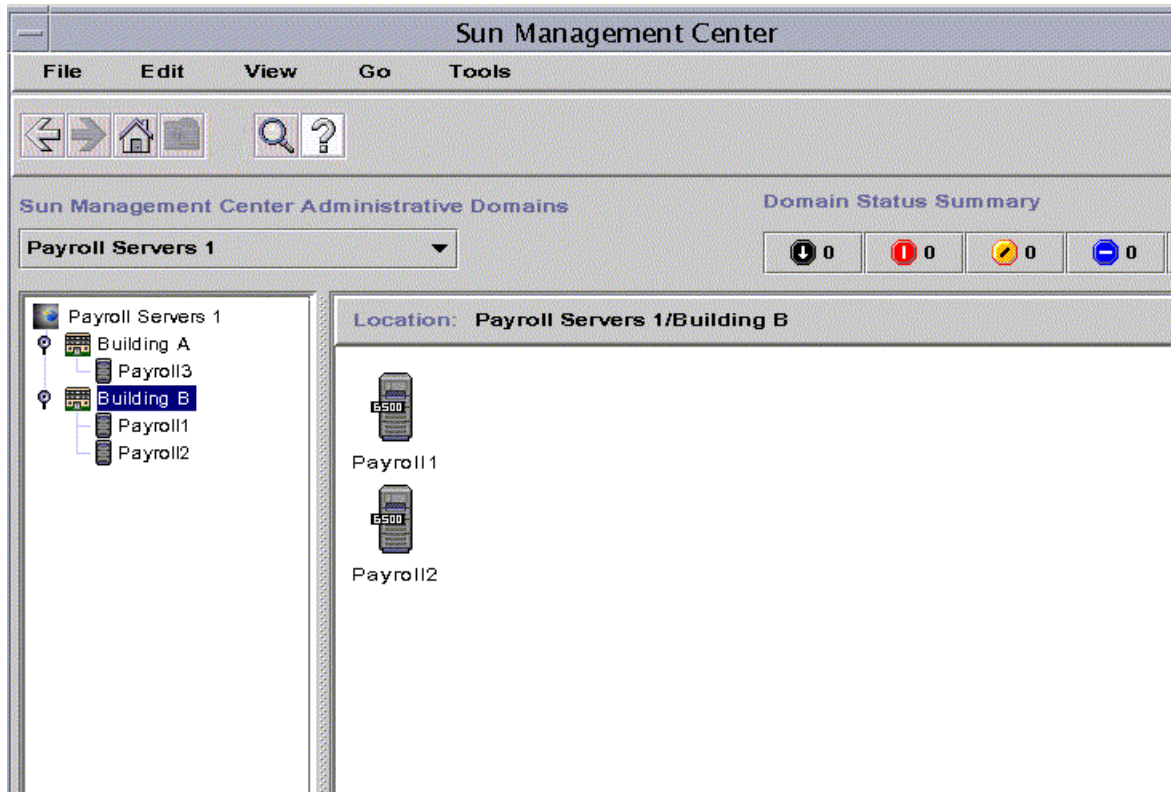 Sun Management Center
File Edit View Go Tools
Sun Management Center Administrative Domains
Domain Status Summary
Payroll Servers 1
0 0 0 0
Payroll Servers 1
Building A
Payroll3
Building B
Payroll1
Payroll2
Location: Payroll Servers 1/Building B
6500
Payroll1
6500
Payroll2